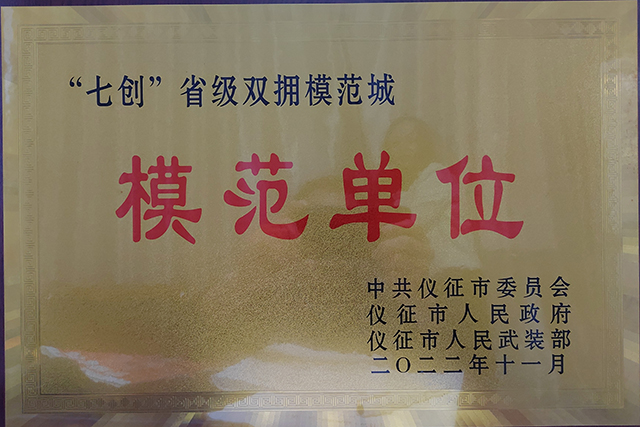 “七创”省级双拥模范城
模范单位
中共仪征市委员会
仪征市人民政府
仪征市人民武装部
二〇二二年十一月